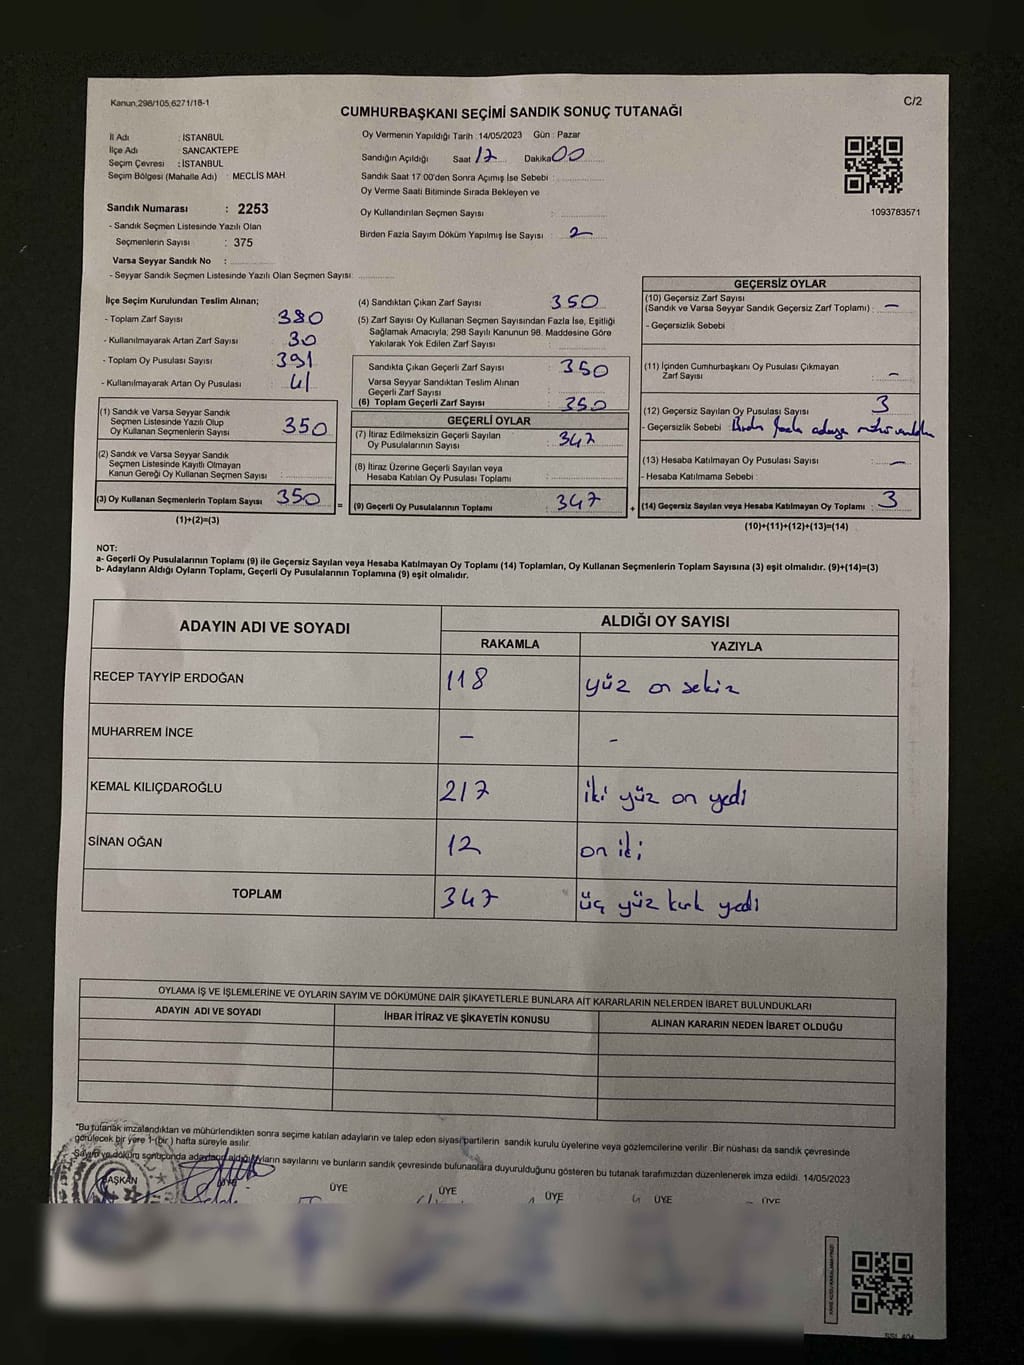 Kanun,298/105,6271/18-1
C/2
CUMHURBAŞKANI SEÇİMİ SANDIK SONUÇ TUTANAĞI
İl Adı : İSTANBUL
İlçe Adı : SANCAKTEPE
Seçim Çevresi : İSTANBUL
Seçim Bölgesi (Mahalle Adı) : MECLİS MAH
Sandık Numarası : 2253
- Sandık Seçmen Listesinde Yazılı Olan
Seçmenlerin Sayısı : 375
Varsa Seyyar Sandık No :
- Seyyar Sandık Seçmen Listesinde Yazılı Olan Seçmen Sayısı:
Oy Vermenin Yapıldığı Tarih : 14/05/2023 Gün : Pazar
Sandığın Açıldığı Saat 17 Dakika 00
Sandık Saat 17:00'den Sonra Açımış İse Sebebi :
Oy Verme Saati Bitiminde Sırada Bekleyen ve
Oy Kullandırılan Seçmen Sayısı :
Birden Fazla Sayım Döküm Yapılmış İse Sayısı : 2
1093783571
İlçe Seçim Kurulundan Teslim Alınan;
- Toplam Zarf Sayısı : 380
- Kullanılmayarak Artan Zarf Sayısı : 30
- Toplam Oy Pusulası Sayısı : 391
- Kullanılmayarak Artan Oy Pusulası : 41
(1) Sandık ve Varsa Seyyar Sandık
Seçmen Listesinde Yazılı Olup
Oy Kullanan Seçmenlerin Sayısı : 350
(2) Sandık ve Varsa Seyyar Sandık
Seçmen Listesinde Kayıtlı Olmayan
Kanun Gereği Oy Kullanan Seçmen Sayısı :
(3) Oy Kullanan Seçmenlerin Toplam Sayısı : 350 =
(1)+(2)=(3)
(4) Sandıktan Çıkan Zarf Sayısı : 350
(5) Zarf Sayısı Oy Kullanan Seçmen Sayısından Fazla İse, Eşitliği
Sağlamak Amacıyla; 298 Sayılı Kanunun 98. Maddesine Göre
Yakılarak Yok Edilen Zarf Sayısı :
Sandıkla Çıkan Geçerli Zarf Sayısı : 350
Varsa Seyyar Sandıktan Teslim Alınan
Geçerli Zarf Sayısı :
(6) Toplam Geçerli Zarf Sayısı : 350
GEÇERLİ OYLAR
(7) İtiraz Edilmeksizin Geçerli Sayılan
Oy Pusulalarının Sayısı : 347
(8) İtiraz Üzerine Geçerli Sayılan veya
Hesaba Katılan Oy Pusulası Toplamı :
(9) Geçerli Oy Pusulalarının Toplamı : 347 +
GEÇERSİZ OYLAR
(10) Geçersiz Zarf Sayısı
(Sandık ve Varsa Seyyar Sandık Geçersiz Zarf Toplamı) : –
- Geçersizlik Sebebi
(11) İçinden Cumhurbaşkanı Oy Pusulası Çıkmayan
Zarf Sayısı : –
(12) Geçersiz Sayılan Oy Pusulası Sayısı : 3
- Geçersizlik Sebebi Birden fazla adaya mühür
(13) Hesaba Katılmayan Oy Pusulası Sayısı : –
- Hesaba Katılmama Sebebi
(14) Geçersiz Sayılan veya Hesaba Katılmayan Oy Toplamı : 3
(10)+(11)+(12)+(13)=(14)
NOT:
a- Geçerli Oy Pusulalarının Toplamı (9) ile Geçersiz Sayılan veya Hesaba Katılmayan Oy Toplamı (14) Toplamları, Oy Kullanan Seçmenlerin Toplam Sayısına (3) eşit olmalıdır. (9)+(14)=(3)
b- Adayların Aldığı Oyların Toplamı, Geçerli Oy Pusulalarının Toplamına (9) eşit olmalıdır.
ADAYIN ADI VE SOYADI
ALDIĞI OY SAYISI
RAKAMLA YAZIYLA
RECEP TAYYİP ERDOĞAN 118 yüz on sekiz
MUHARREM İNCE – -
KEMAL KILIÇDAROĞLU 217 iki yüz on yedi
SİNAN OĞAN 12 on iki
TOPLAM 347 üç yüz kırk yedi
OYLAMA İŞ VE İŞLEMLERİNE VE OYLARIN SAYIM VE DÖKÜMÜNE DAİR ŞİKAYETLERLE BUNLARA AİT KARARLARIN NELERDEN İBARET BULUNDUKLARI
ADAYIN ADI VE SOYADI İHBAR İTİRAZ VE ŞİKAYETİN KONUSU ALINAN KARARIN NEDEN İBARET OLDUĞU
"Bu tutanak imzalandıktan ve mühürlendikten sonra seçime katılan adayların ve talep eden siyasi partilerin sandık kurulu üyelerine veya gözlemcilerine verilir. Bir nüshası da sandık çevresinde
görülecek bir yere 1 (bir) hafta süreyle asılır.
Sayım ve döküm sonucunda adayların aldığı oyların sayılarını ve bunların sandık çevresinde bulunanlara duyurulduğunu gösteren bu tutanak tarafımızdan düzenlenerek imza edildi. 14/05/2023
BAŞKAN ÜYE ÜYE ÜYE ÜYE ÜYE ÜYE